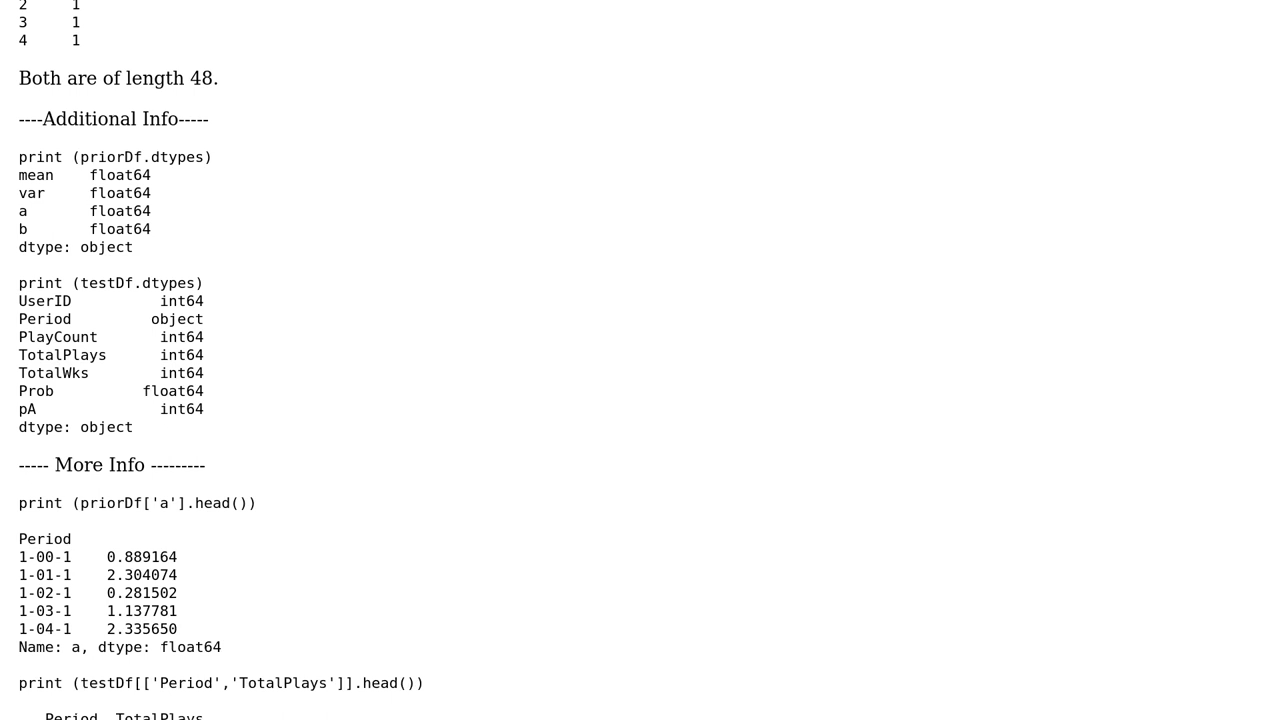 2     1
3     1
4     1
Both are of length 48.
----Additional Info-----
print (priorDf.dtypes)
mean    float64
var     float64
a       float64
b       float64
dtype: object
print (testDf.dtypes)
UserID          int64
Period         object
PlayCount       int64
TotalPlays      int64
TotalWks        int64
Prob          float64
pA              int64
dtype: object
----- More Info ---------
print (priorDf['a'].head())
Period
1-00-1    0.889164
1-01-1    2.304074
1-02-1    0.281502
1-03-1    1.137781
1-04-1    2.335650
Name: a, dtype: float64
print (testDf[['Period','TotalPlays']].head())
   Period  TotalPlays